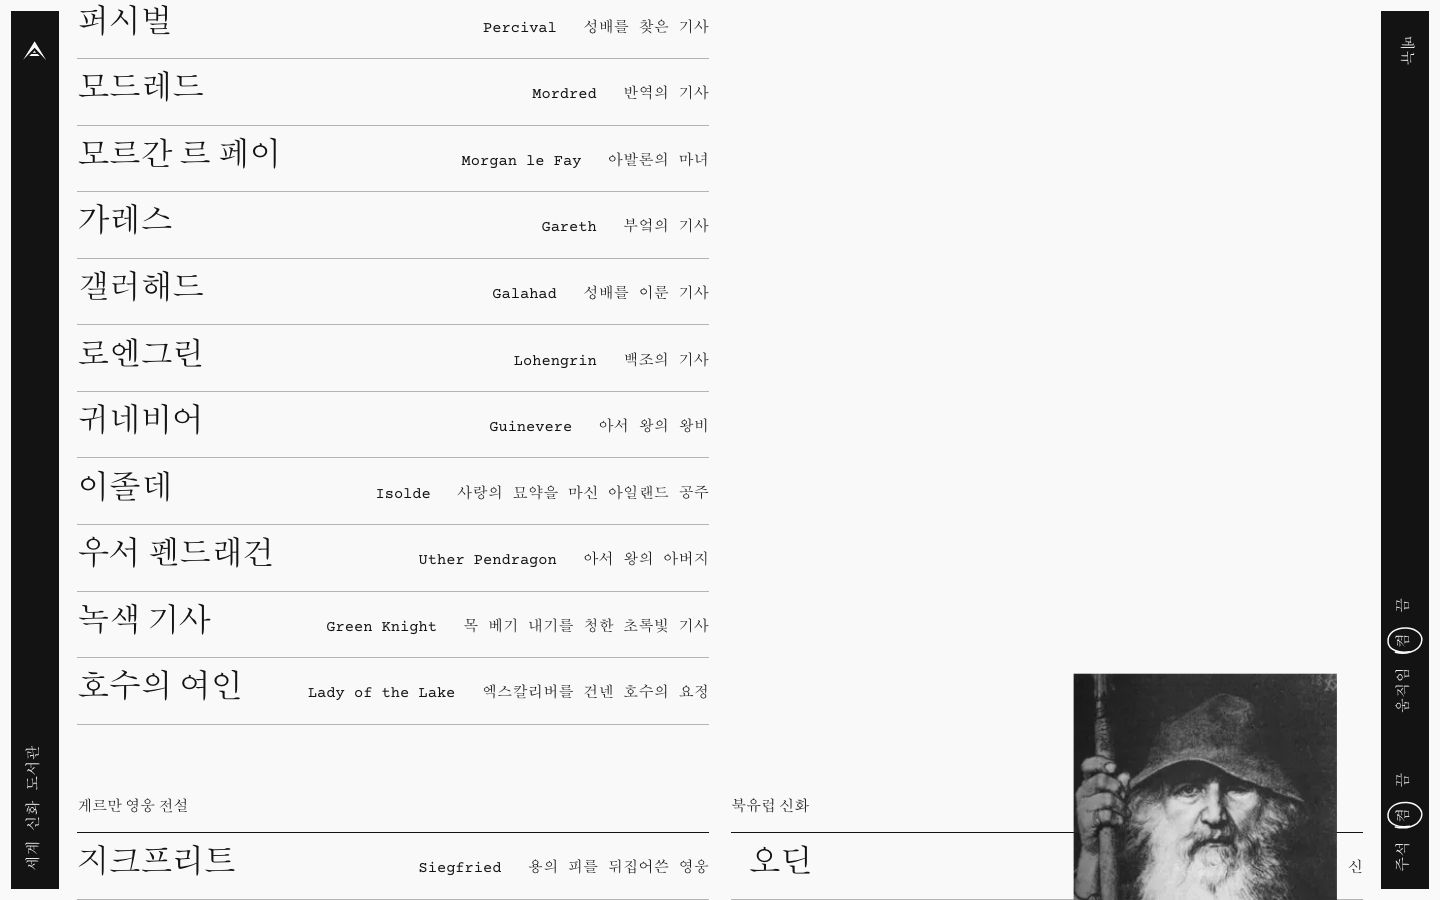 퍼시벌 Percival 성배를 찾은 기사
모드레드 Mordred 반역의 기사
모르간 르 페이 Morgan le Fay 아발론의 마녀
가레스 Gareth 부엌의 기사
갤러해드 Galahad 성배를 이룬 기사
로엔그린 Lohengrin 백조의 기사
귀네비어 Guinevere 아서 왕의 왕비
이졸데 Isolde 사랑의 묘약을 마신 아일랜드 공주
우서 펜드래건 Uther Pendragon 아서 왕의 아버지
녹색 기사 Green Knight 목 베기 내기를 청한 초록빛 기사
호수의 여인 Lady of the Lake 엑스칼리버를 건넨 호수의 요정
게르만 영웅 전설
지크프리트 Siegfried 용의 피를 뒤집어쓴 영웅
북유럽 신화
오딘 신
세계 신화 도서관
메뉴
움직임 켬 끔
주석 켬 끔